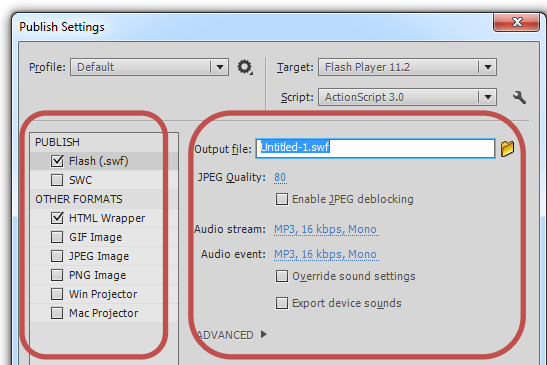 Publish Settings
Profile: Default
Target: Flash Player 11.2
Script: ActionScript 3.0
PUBLISH
Flash (.swf)
SWC
OTHER FORMATS
HTML Wrapper
GIF Image
JPEG Image
PNG Image
Win Projector
Mac Projector
Output file: Untitled-1.swf
JPEG Quality: 80
Enable JPEG deblocking
Audio stream: MP3, 16 kbps, Mono
Audio event: MP3, 16 kbps, Mono
Override sound settings
Export device sounds
ADVANCED